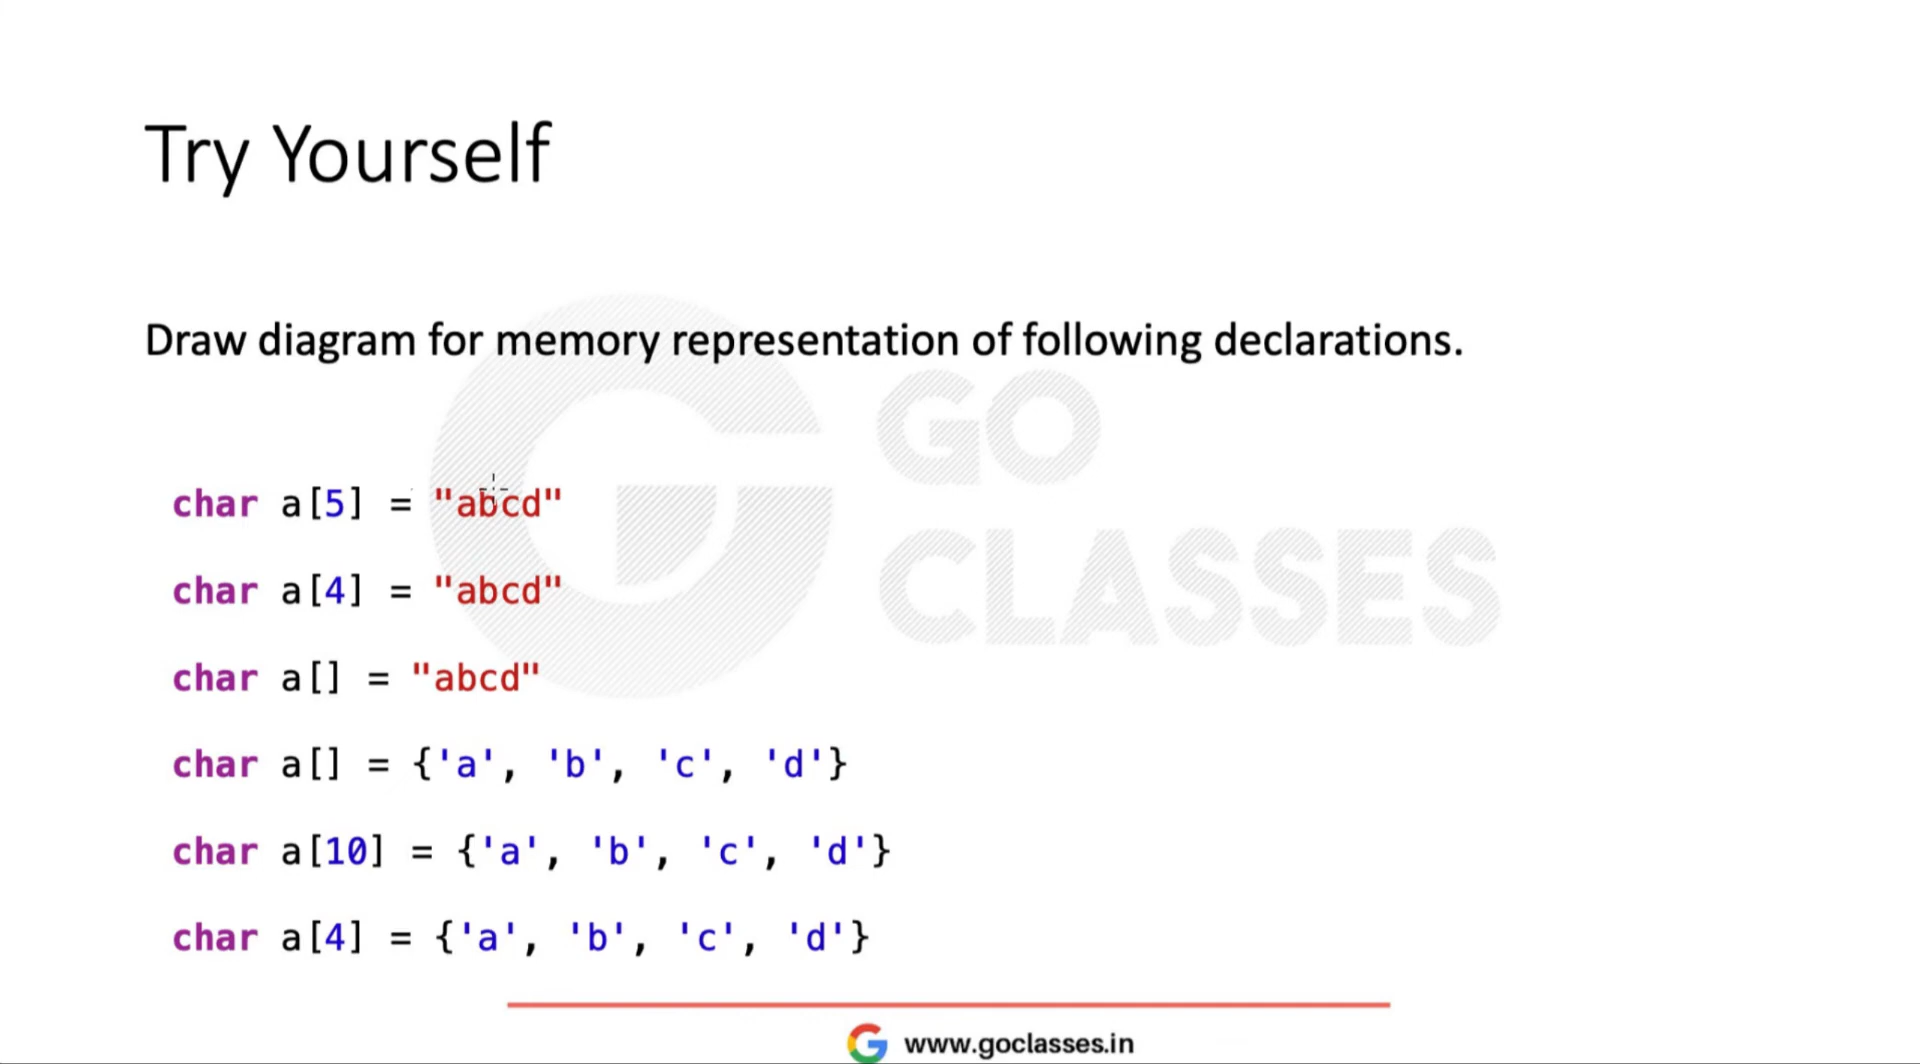 Try Yourself
Draw diagram for memory representation of following declarations.
GO
CLASSES
char a[5] = "abcd"
char a[4] = "abcd"
char a[] = "abcd"
char a[] = {'a', 'b', 'c', 'd'}
char a[10] = {'a', 'b', 'c', 'd'}
char a[4] = {'a', 'b', 'c', 'd'}
www.goclasses.in